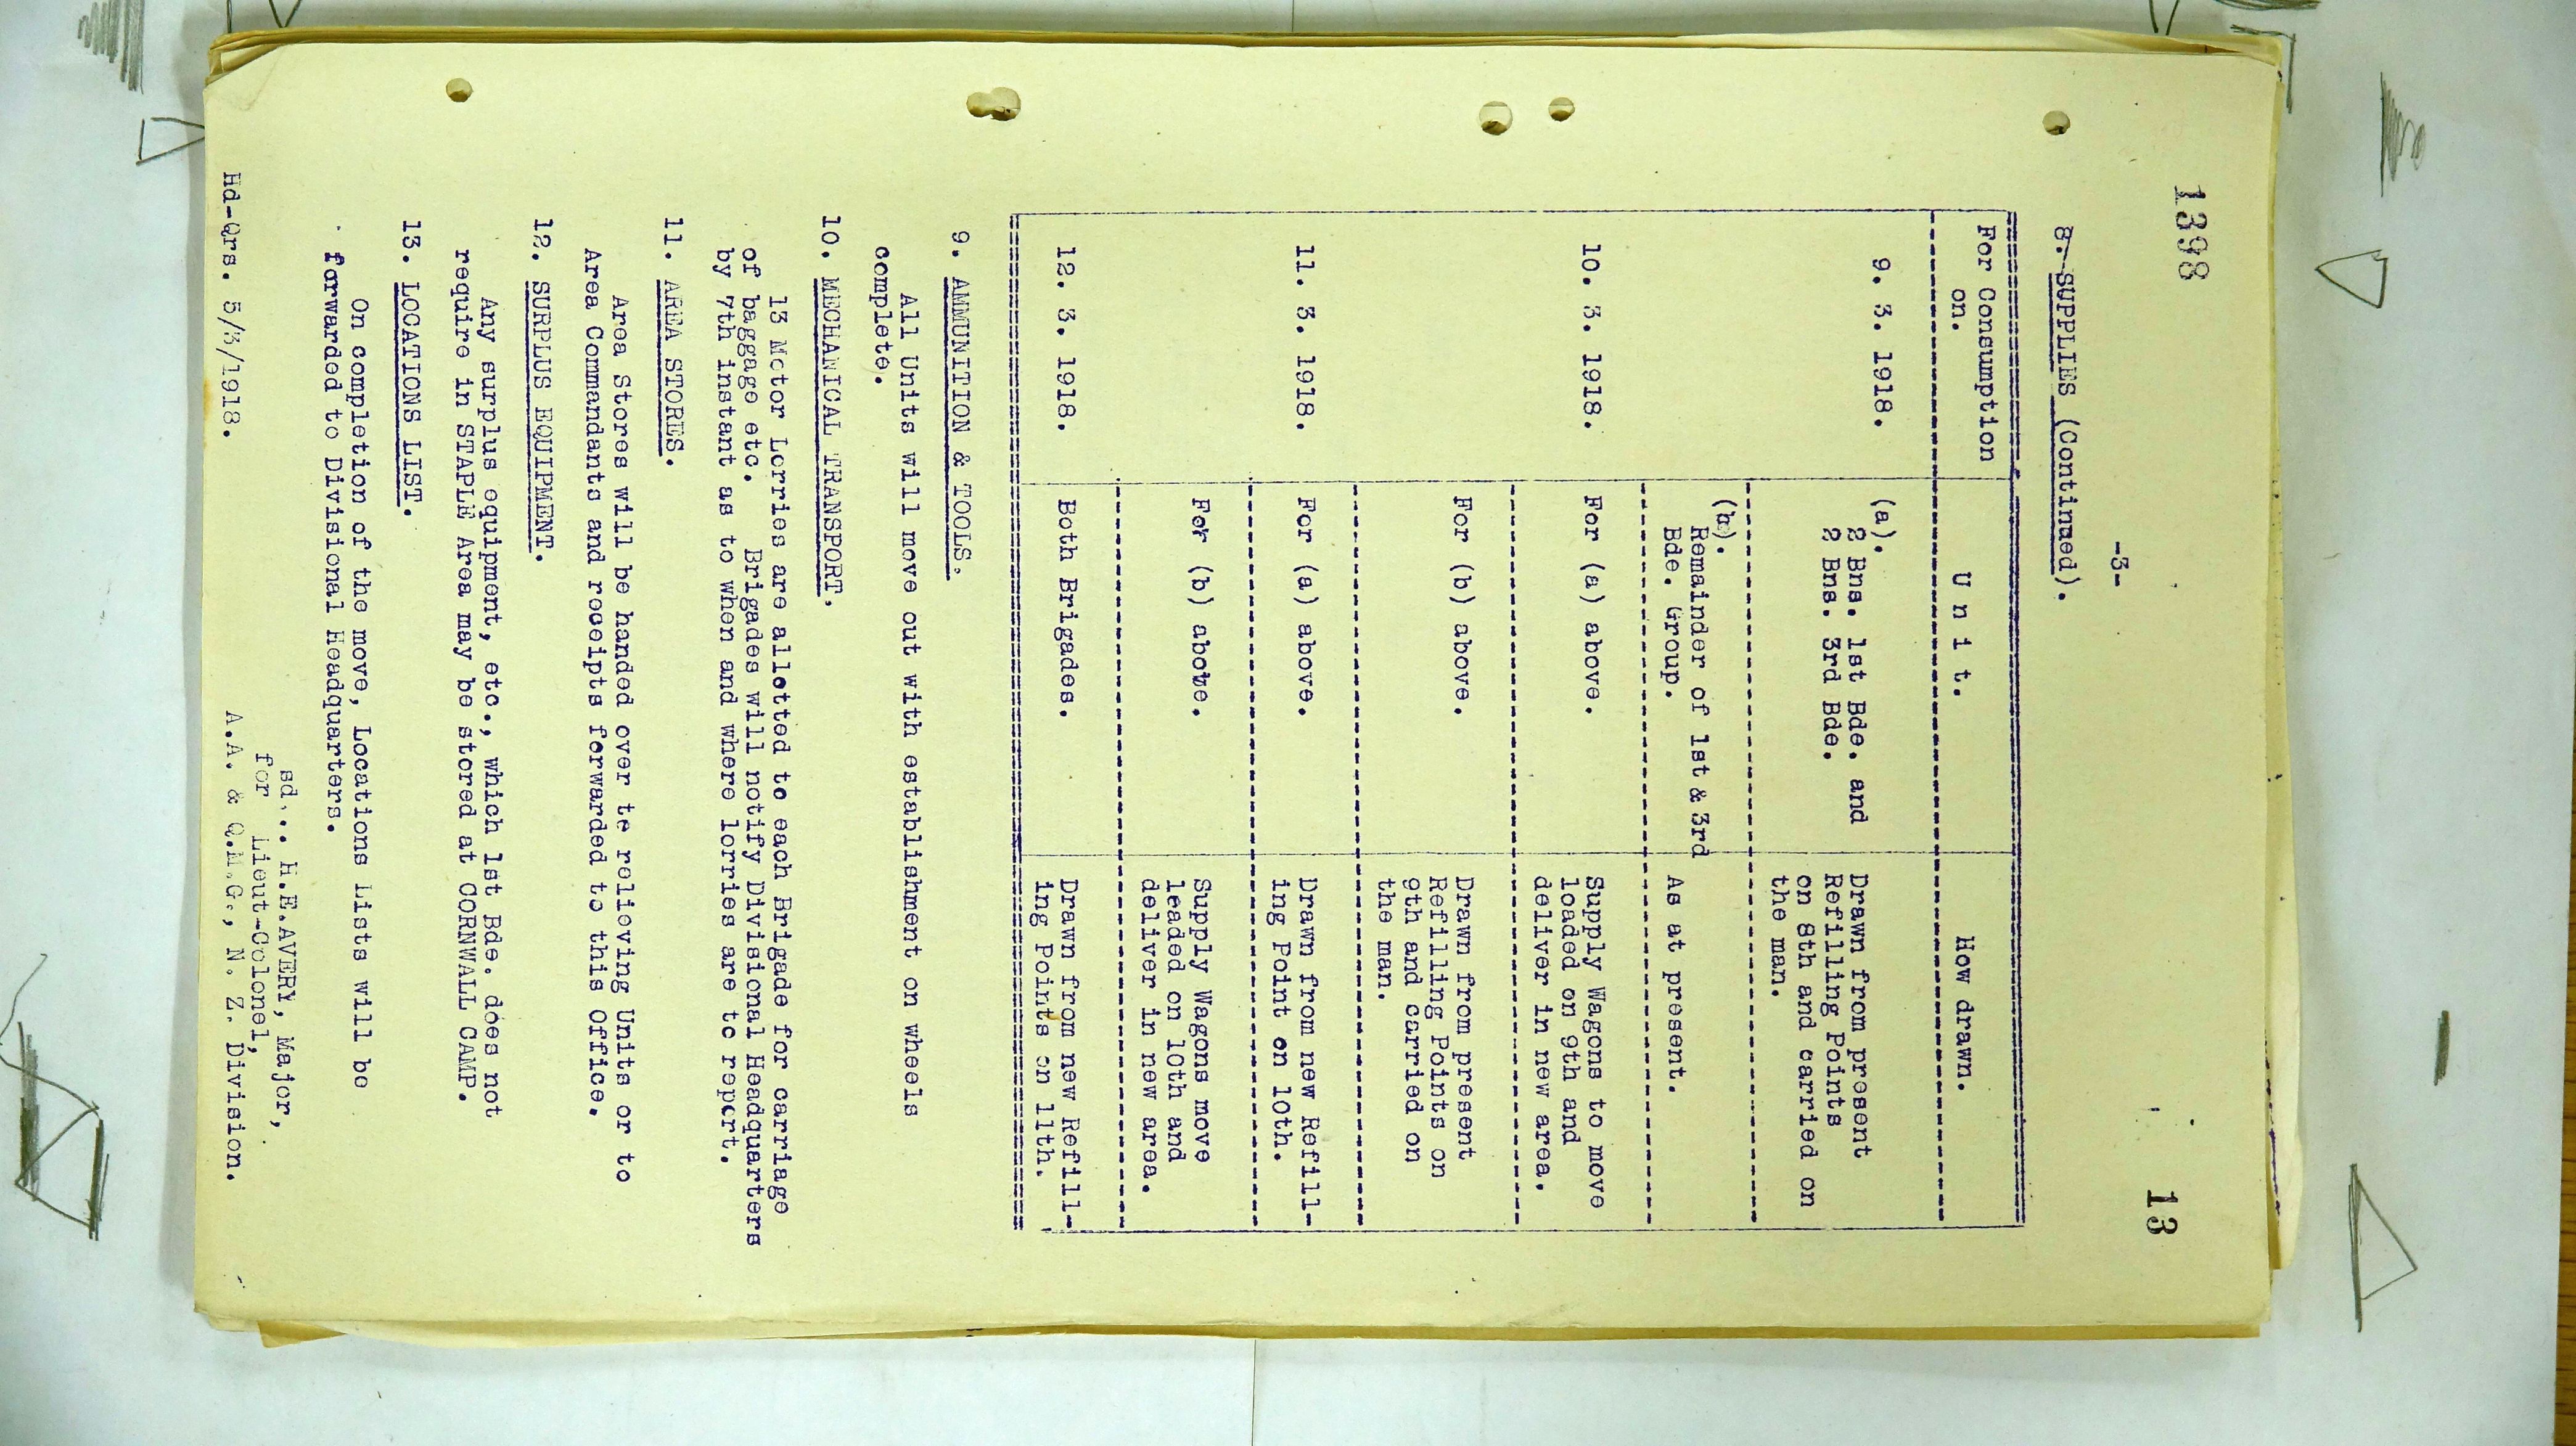 1398
13
-3-
8. SUPPLIES (Continued).
For Consumption on. U n i t. How drawn.
9. 3. 1918. (a).
2 Bns. 1st Bde. and
2 Bns. 3rd Bde.
Drawn from present
Refilling Points
on 8th and carried on
the man.
(b).
Remainder of 1st & 3rd
Bde. Group.
As at present.
10. 3. 1918. For (a) above.
Supply Wagons to move
loaded on 9th and
deliver in new area.
For (b) above.
Drawn from present
Refilling Points on
9th and carried on
the man.
11. 3. 1918. For (a) above.
Drawn from new Refill-
ing Point on 10th.
For (b) above.
Supply Wagons move
leaded on 10th and
deliver in new area.
12. 3. 1918. Both Brigades.
Drawn from new Refill-
ing Points on 11th.
9. AMMUNITION & TOOLS.
All Units will move out with establishment on wheels
complete.
10. MECHANICAL TRANSPORT.
13 Motor Lorries are allotted to each Brigade for carriage
of baggage etc. Brigades will notify Divisional Headquarters
by 7th instant as to when and where lorries are to report.
11. AREA STORES.
Area Stores will be handed over te relieving Units or to
Area Commandants and receipts forwarded to this Office.
12. SURPLUS EQUIPMENT.
Any surplus equipment, etc., which 1st Bde. does not
require in STAPLE Area may be stored at CORNWALL CAMP.
13. LOCATIONS LIST.
On completion of the move, Locations Lists will be
forwarded to Divisional Headquarters.
sd... H.E.AVERY, Major,
for Lieut-Colonel,
Hd-Qrs. 5/3/1918. A.A. & Q.M.G., N. Z. Division.